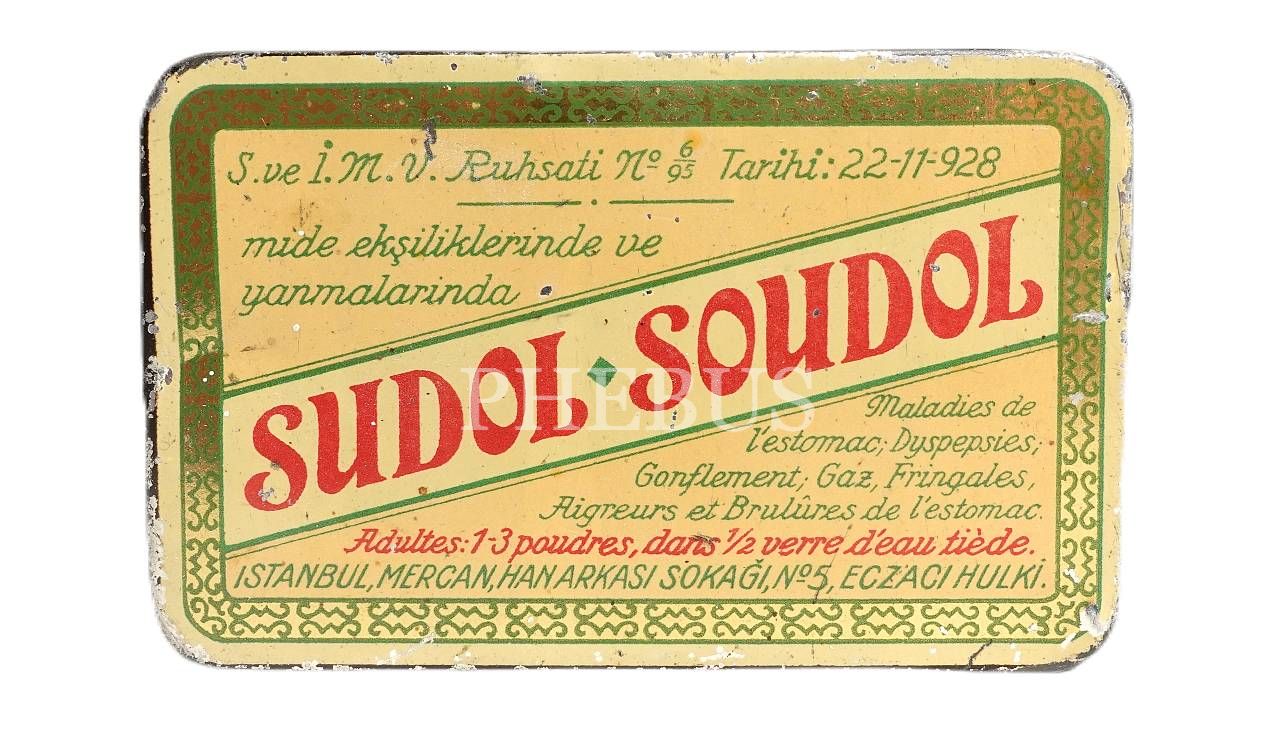 S. ve İ. M. V. Ruhsati Nº 6/95 Tarihi: 22-11-928
mide ekşiliklerinde ve
yanmalarinda
SUDOL · SOUDOL
PHEBUS
Maladies de
l'estomac; Dyspepsies;
Gonflement; Gaz, Fringales,
Aigreurs et Brulûres de l'estomac.
Adultes: 1-3 poudres, dans 1/2 verre d'eau tiède.
ISTANBUL, MERCAN, HAN ARKASI SOKAĞI, Nº 5, ECZACI HULKİ.